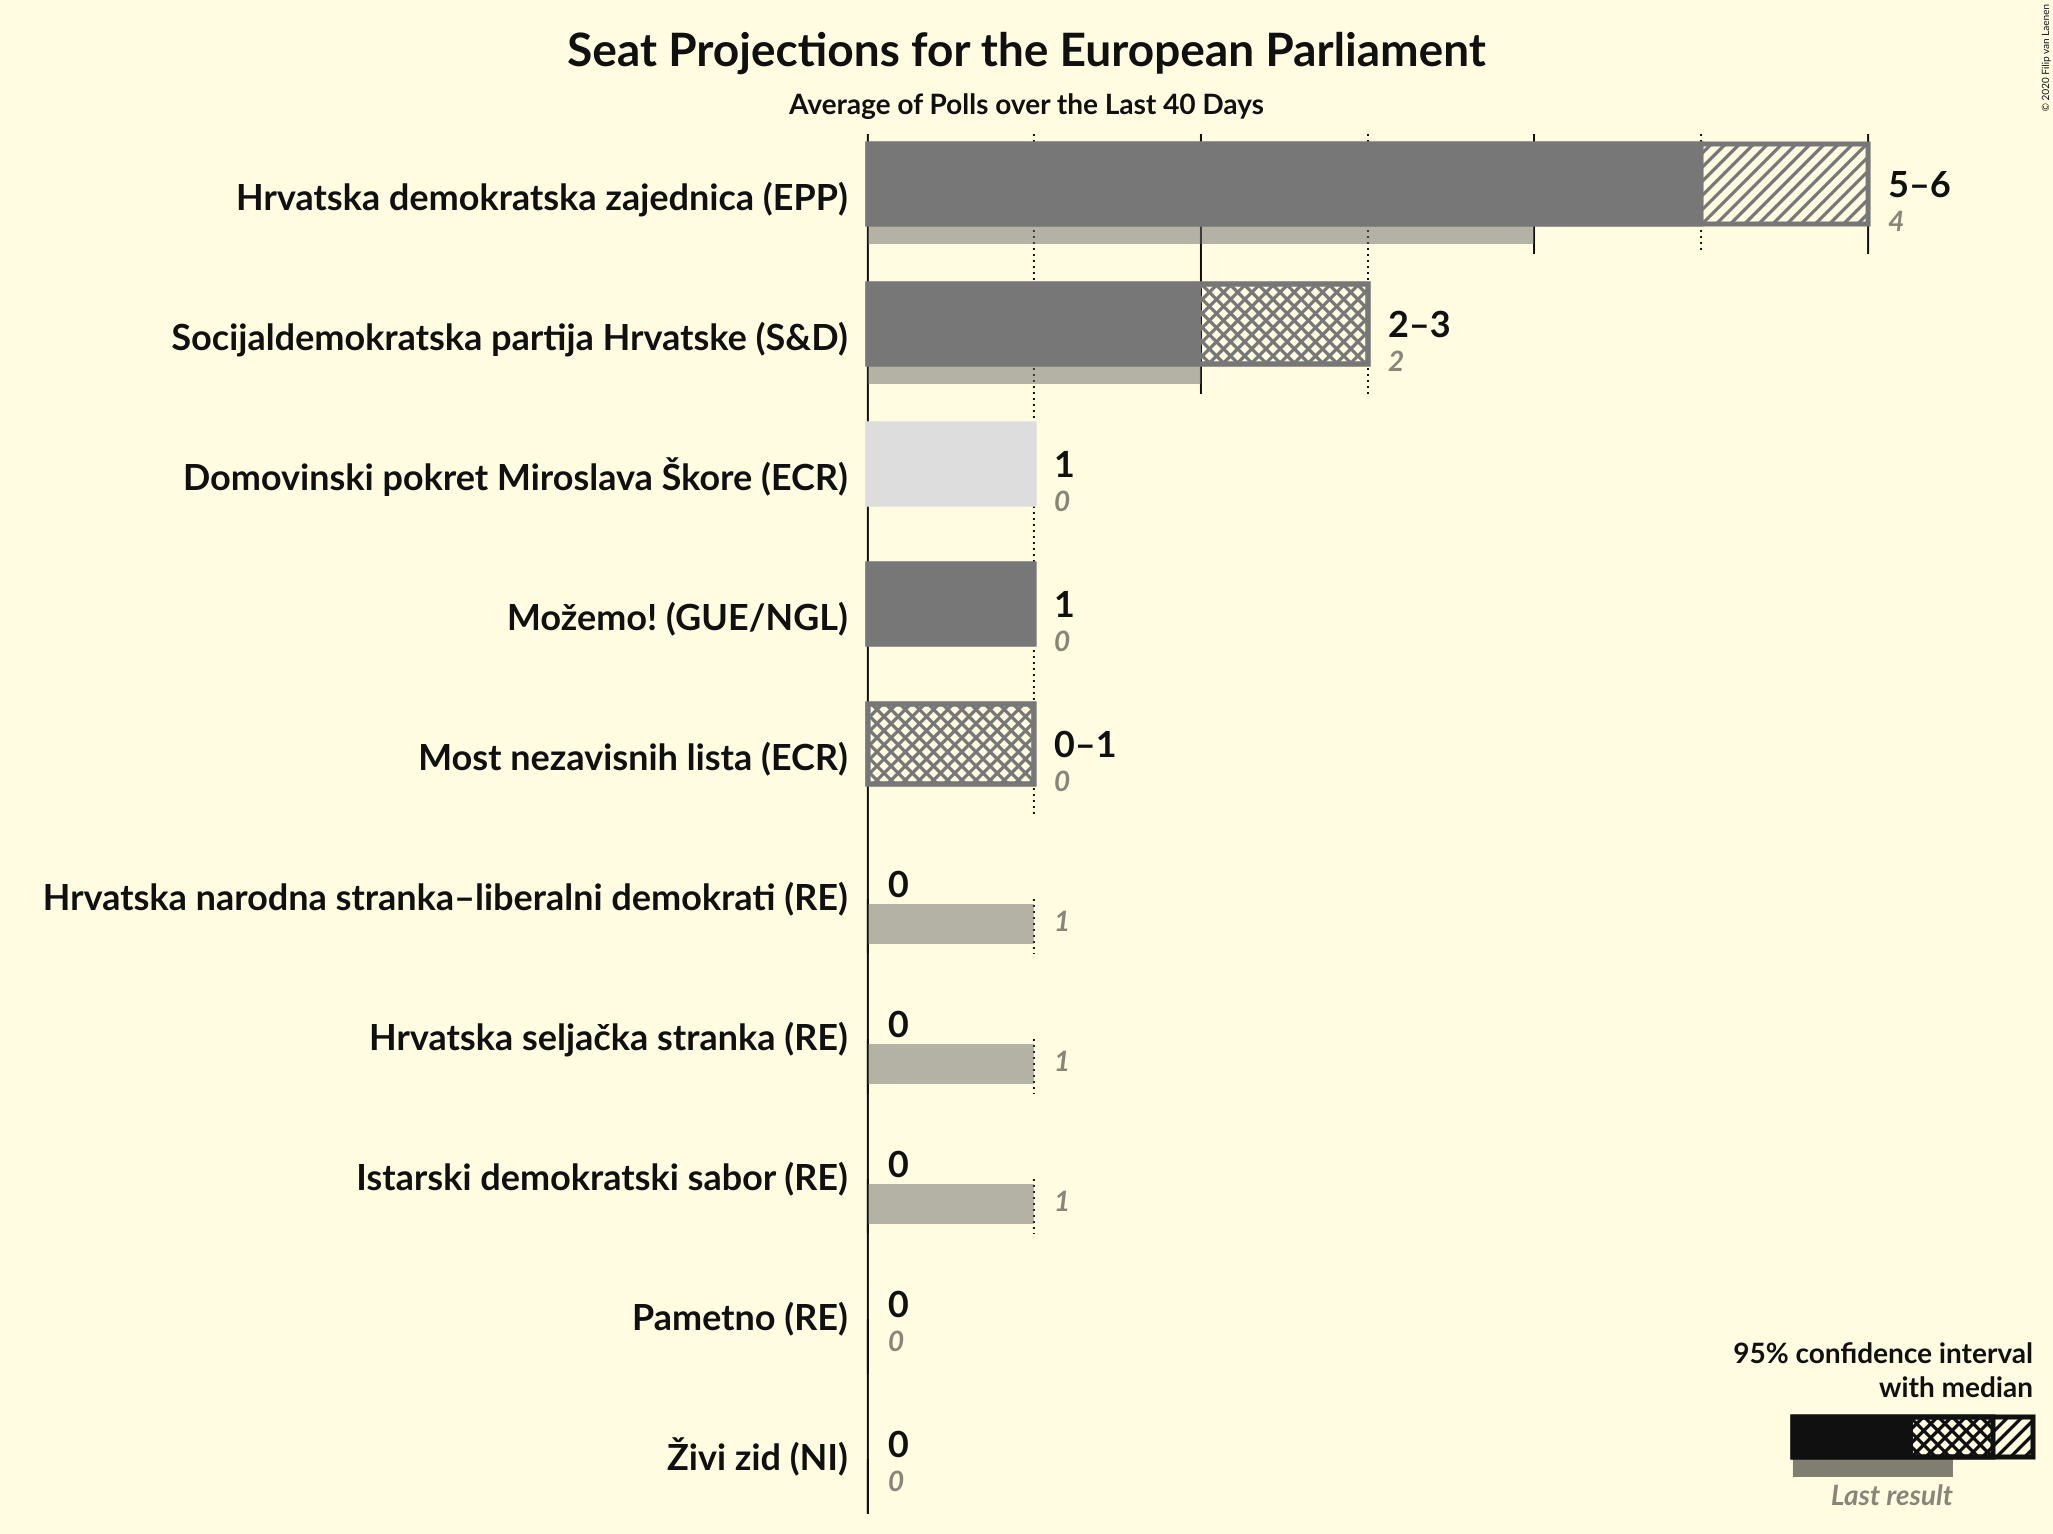 Seat Projections for the European Parliament
Average of Polls over the Last 40 Days
© 2020 Filip van Laenen
Hrvatska demokratska zajednica (EPP)
5–6
4
Socijaldemokratska partija Hrvatske (S&D)
2–3
2
Domovinski pokret Miroslava Škore (ECR)
1
0
Možemo! (GUE/NGL)
1
0
Most nezavisnih lista (ECR)
0–1
0
Hrvatska narodna stranka–liberalni demokrati (RE)
0
1
Hrvatska seljačka stranka (RE)
0
1
Istarski demokratski sabor (RE)
0
1
Pametno (RE)
0
0
Živi zid (NI)
0
0
95% confidence interval
with median
Last result